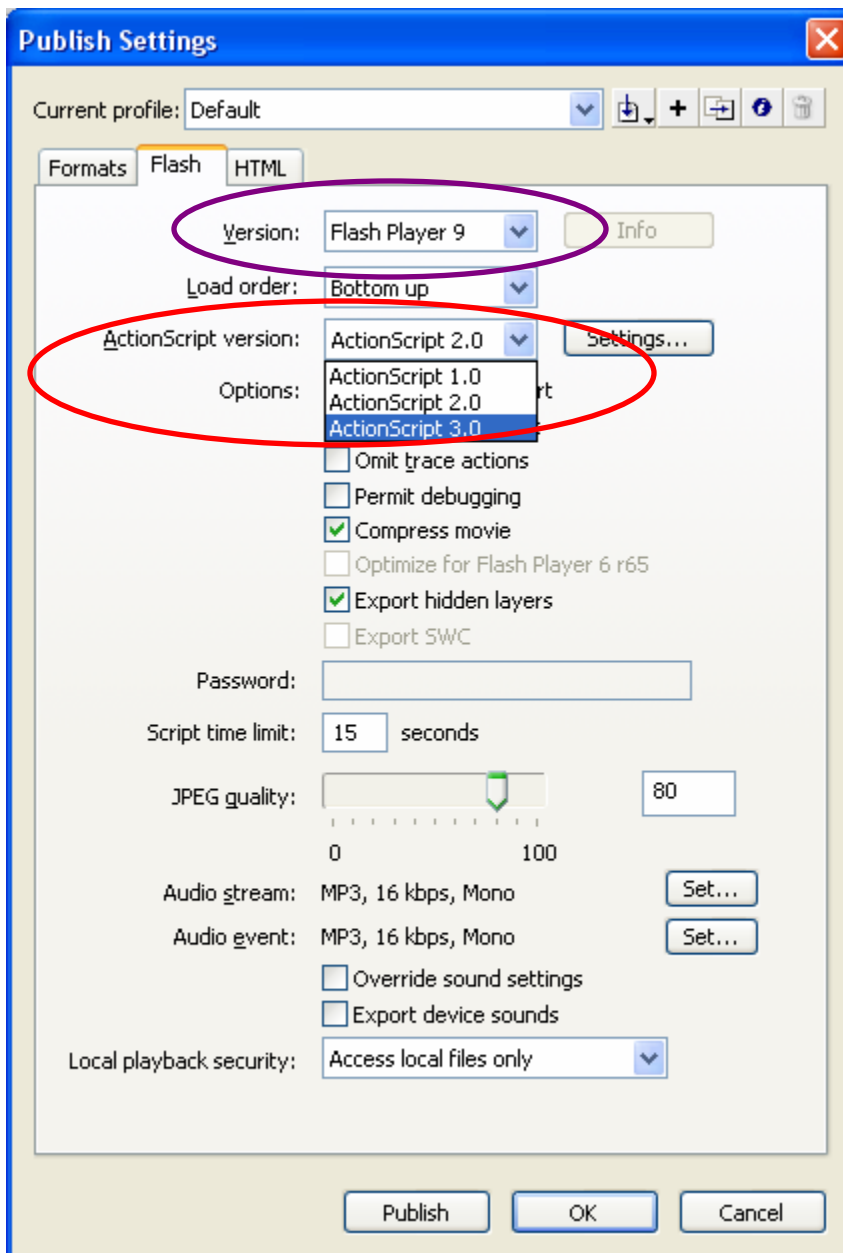 Publish Settings
Current profile: Default
Formats Flash HTML
Version: Flash Player 9 Info
Load order: Bottom up
ActionScript version: ActionScript 2.0 Settings...
ActionScript 1.0
Options:
ActionScript 2.0
ActionScript 3.0
Omit trace actions
Permit debugging
Compress movie
Optimize for Flash Player 6 r65
Export hidden layers
Export SWC
Password:
Script time limit: 15 seconds
JPEG quality: 80
0 100
Audio stream: MP3, 16 kbps, Mono Set...
Audio event: MP3, 16 kbps, Mono Set...
Override sound settings
Export device sounds
Local playback security: Access local files only
Publish OK Cancel